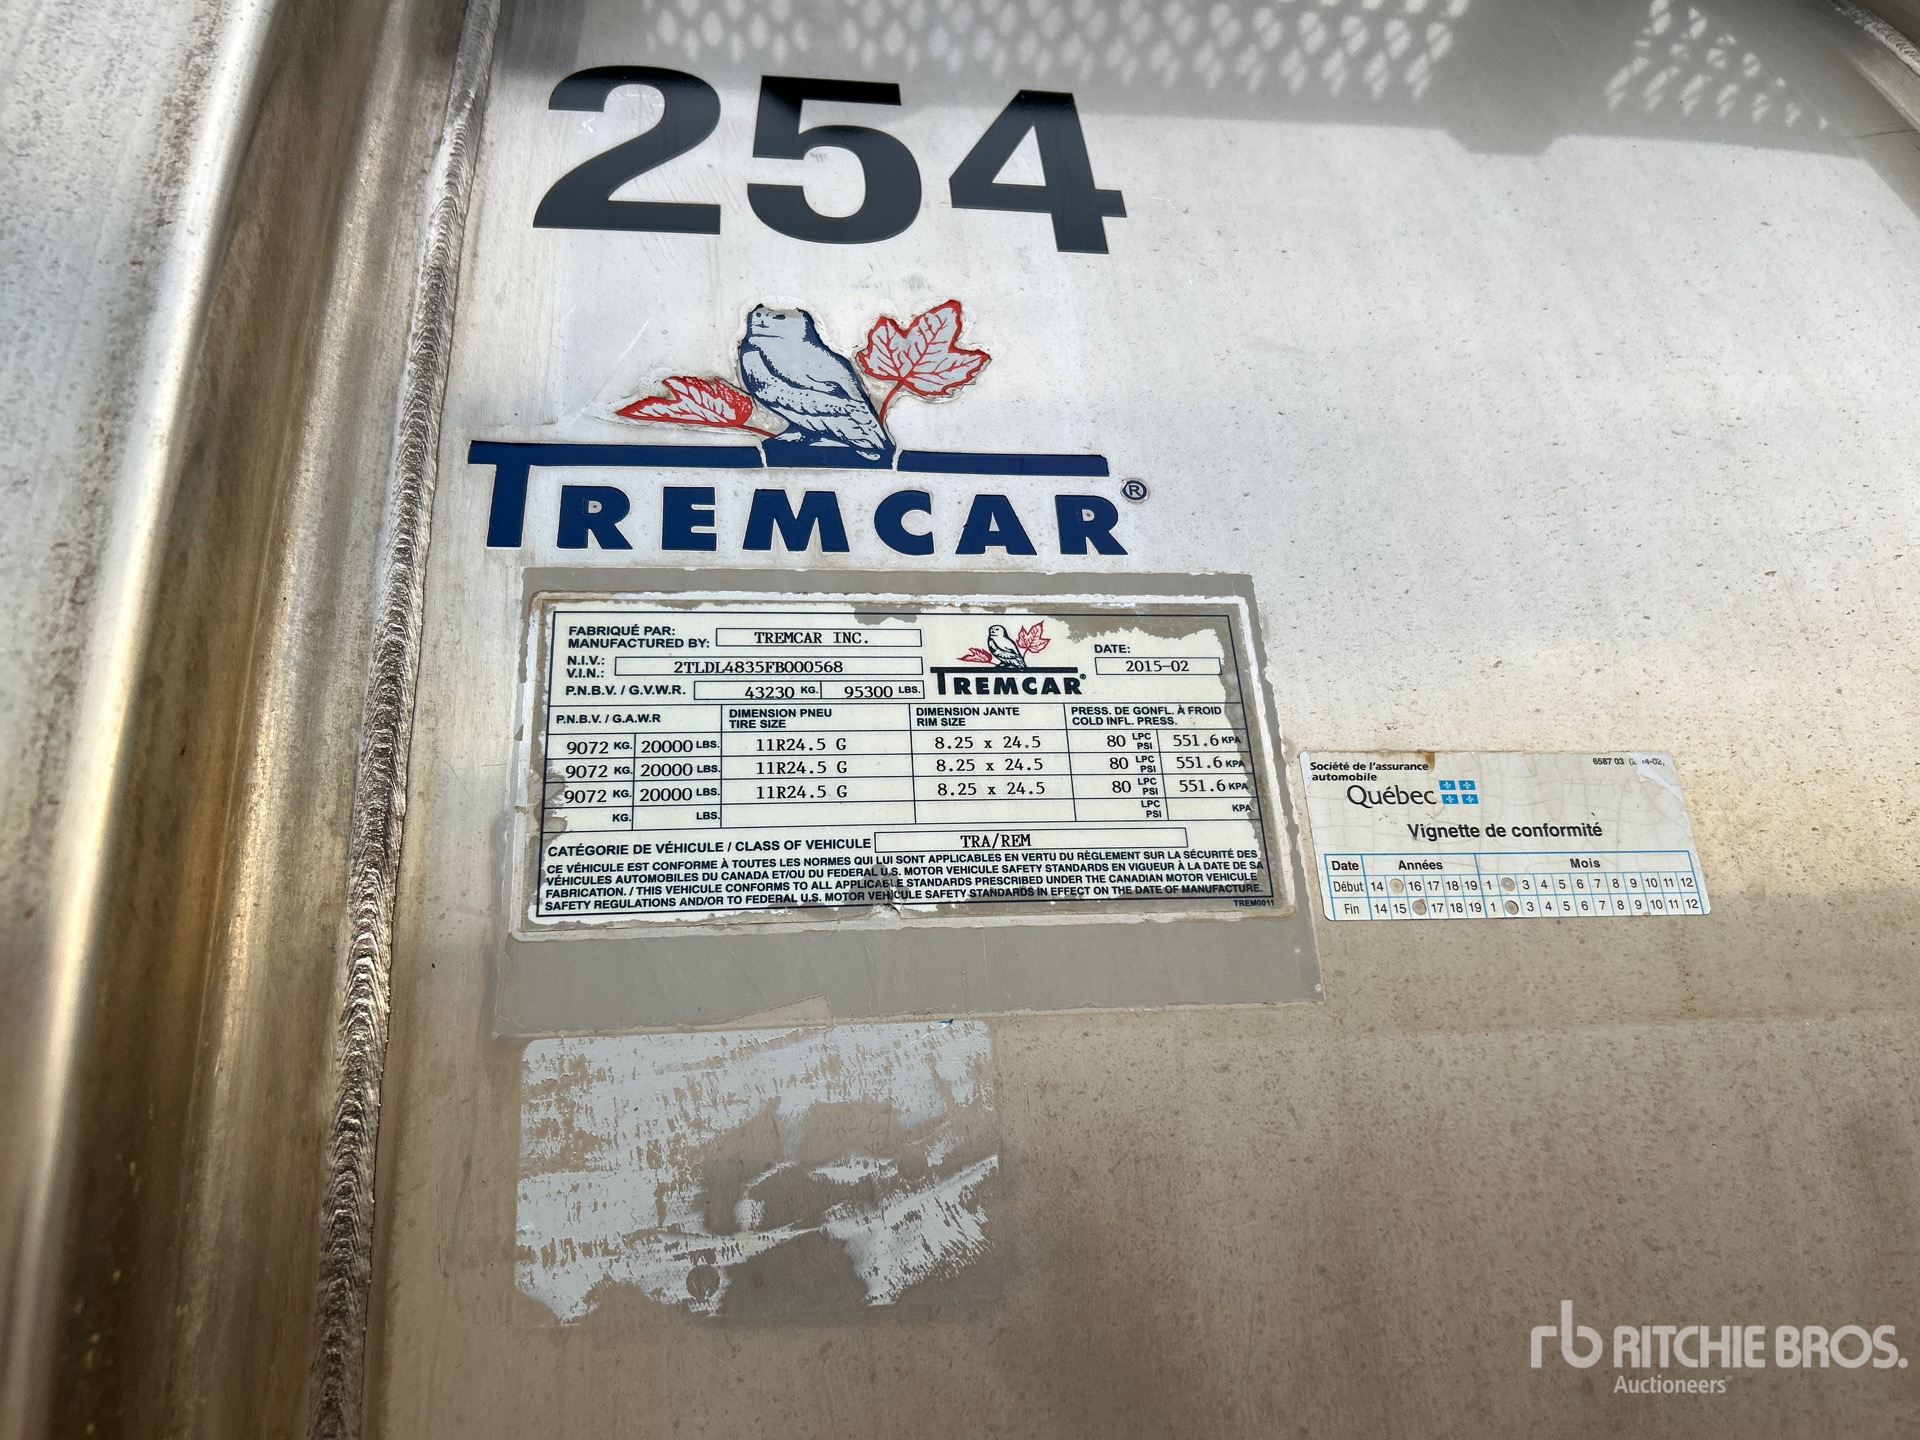 254
TREMCAR®
FABRIQUÉ PAR:
MANUFACTURED BY: TREMCAR INC.
N.I.V.:
V.I.N.: 2TLDL4835FB000568
P.N.B.V. / G.V.W.R. 43230 KG. 95300 LBS.
TREMCAR®
DATE:
2015-02
P.N.B.V. / G.A.W.R
DIMENSION PNEU
TIRE SIZE
DIMENSION JANTE
RIM SIZE
PRESS. DE GONFL. À FROID
COLD INFL. PRESS.
9072 KG. 20000 LBS. 11R24.5 G 8.25 x 24.5 80 LPC PSI 551.6 KPA
9072 KG. 20000 LBS. 11R24.5 G 8.25 x 24.5 80 LPC PSI 551.6 KPA
9072 KG. 20000 LBS. 11R24.5 G 8.25 x 24.5 80 LPC PSI 551.6 KPA
KG. LBS. LPC PSI KPA
CATÉGORIE DE VÉHICULE / CLASS OF VEHICULE TRA/REM
CE VÉHICULE EST CONFORME À TOUTES LES NORMES QUI LUI SONT APPLICABLES EN VERTU DU RÈGLEMENT SUR LA SÉCURITÉ DES
VÉHICULES AUTOMOBILES DU CANADA ET/OU DU FEDERAL U.S. MOTOR VEHICULE SAFETY STANDARDS EN VIGUEUR À LA DATE DE SA
FABRICATION. / THIS VEHICULE CONFORMS TO ALL APPLICABLE STANDARDS PRESCRIBED UNDER THE CANADIAN MOTOR VEHICULE
SAFETY REGULATIONS AND/OR TO FEDERAL U.S. MOTOR VEHICULE SAFETY STANDARDS IN EFFECT ON THE DATE OF MANUFACTURE.
TREM0011
Société de l'assurance
automobile
Québec
6587 03
Vignette de conformité
Date Années Mois
Début 14 16 17 18 19 1 3 4 5 6 7 8 9 10 11 12
Fin 14 15 17 18 19 1 3 4 5 6 7 8 9 10 11 12
rb RITCHIE BROS.
Auctioneers